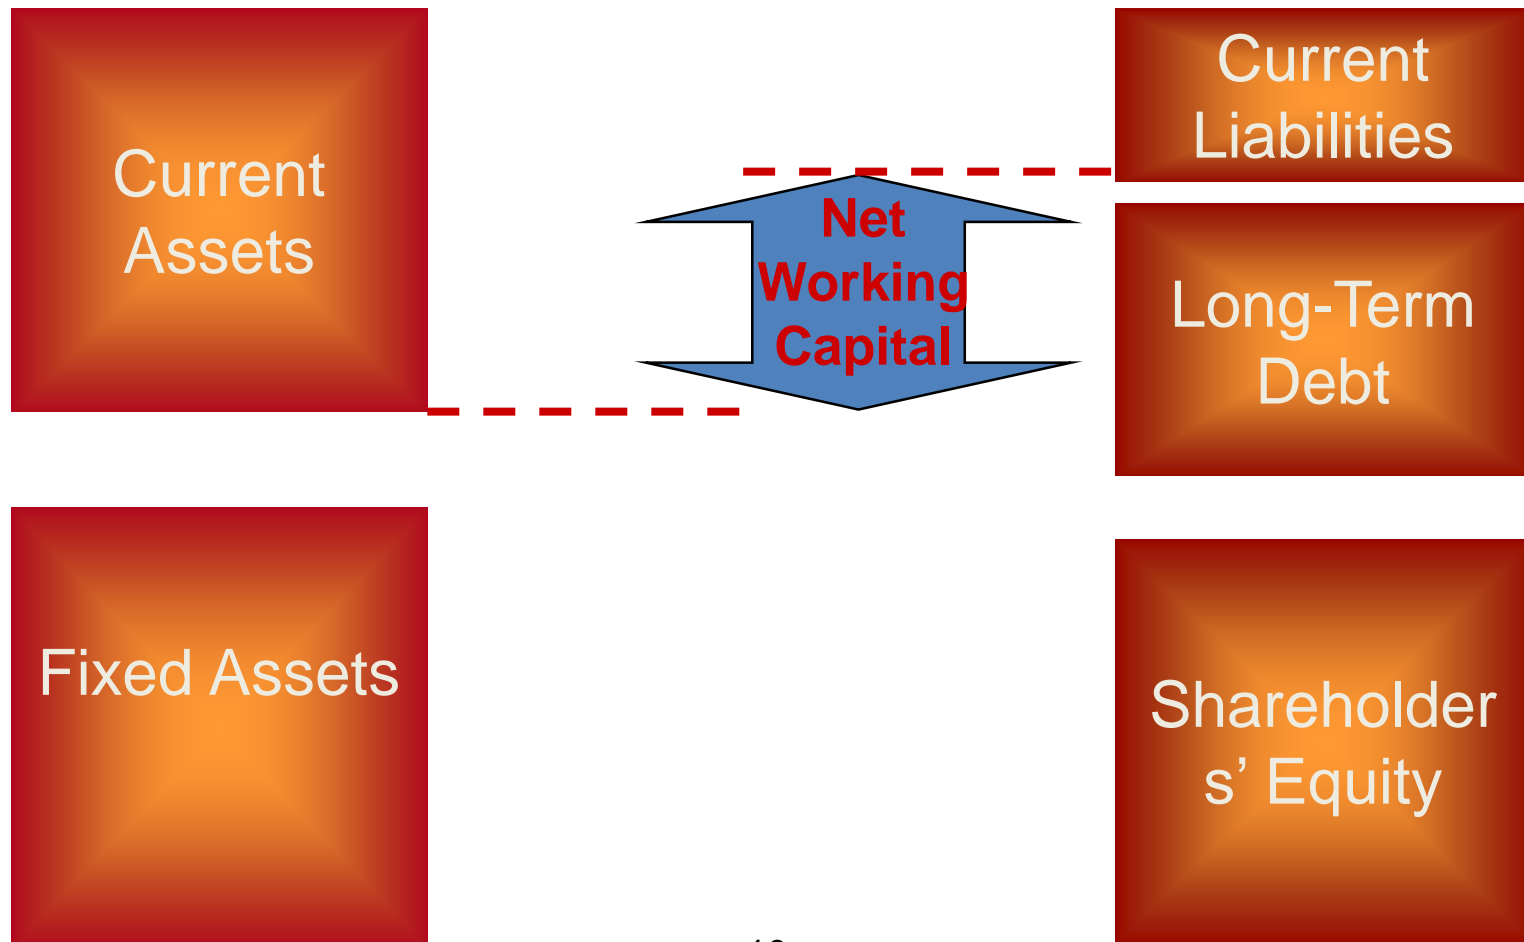 Current
Assets
Fixed Assets
Net
Working
Capital
Current
Liabilities
Long-Term
Debt
Shareholder
s’ Equity